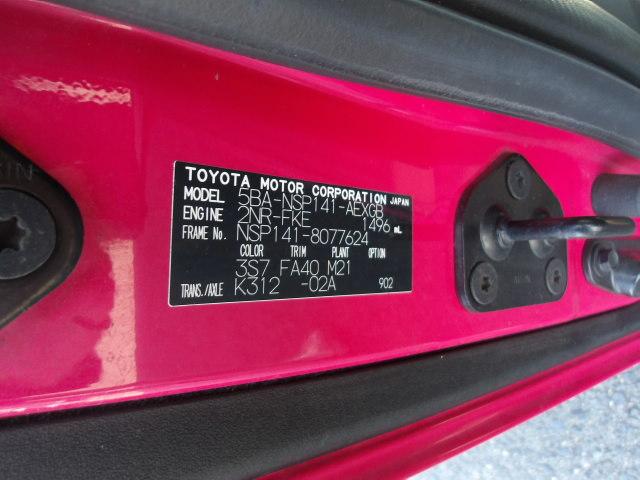 TOYOTA MOTOR CORPORATION JAPAN
MODEL 5BA-NSP141-AEXGB
ENGINE 2NR-FKE 1496 mL
FRAME No. NSP141-8077624
COLOR TRIM PLANT OPTION
3S7 FA40 M21
TRANS./AXLE K312 -02A 902